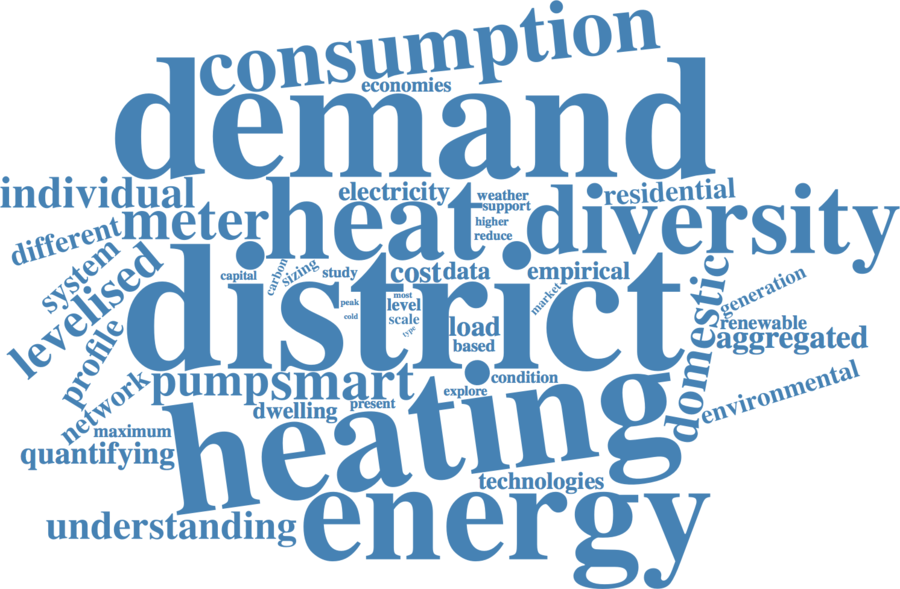 consumption
economies
demand
individual
electricity
weather
residential
support
meter
heat
higher
diversity
reduce
different
system
levelised
capital
carbon
sizing
study
cost
data
empirical
domestic
generation
district
peak
most
level
market
cold
scale
type
load
based
renewable
aggregated
profile
network
pump
smart
explore
condition
environmental
dwelling
present
maximum
heating
quantifying
technologies
understanding
energy